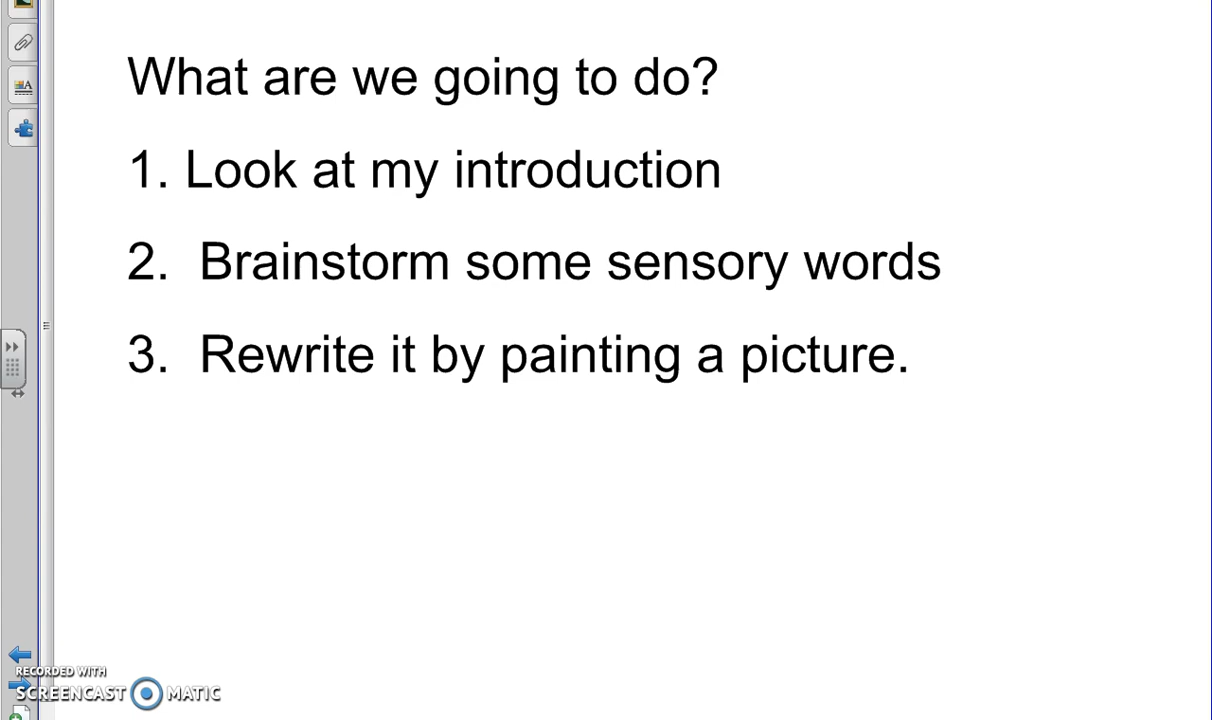 What are we going to do?
1. Look at my introduction
2. Brainstorm some sensory words
3. Rewrite it by painting a picture.
RECORDED WITH
SCREENCAST MATIC